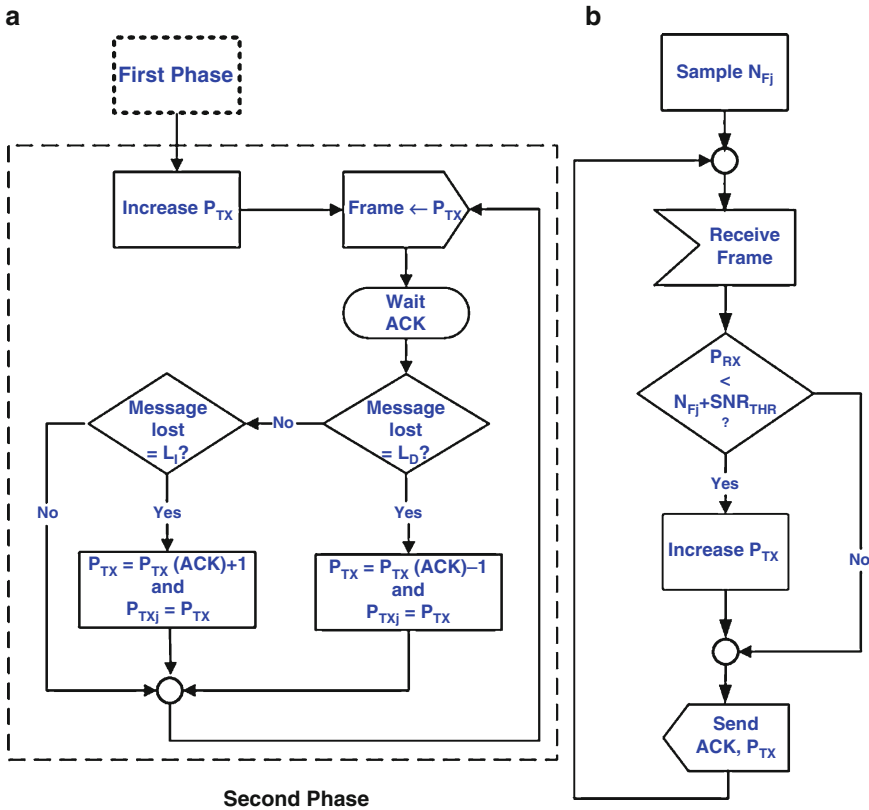 a
First Phase
Increase P_TX
Frame ← P_TX
Wait
ACK
Message
lost
= L_D?
No
Message
lost
= L_I?
No
Yes
Yes
P_TX = P_TX (ACK)+1
and
P_TXj = P_TX
P_TX = P_TX (ACK)–1
and
P_TXj = P_TX
Second Phase
b
Sample N_Fj
Receive
Frame
P_RX
<
N_Fj+SNR_THR
?
Yes
No
Increase P_TX
Send
ACK, P_TX